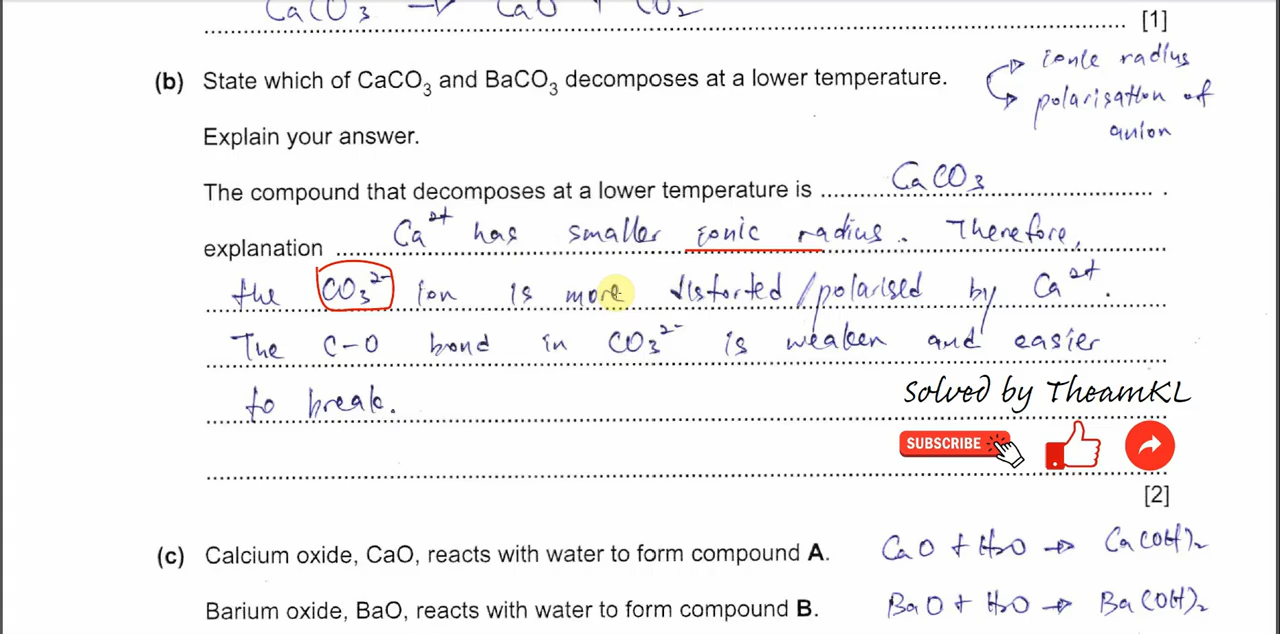 CaCO3 → CaO + CO2
[1]
(b) State which of CaCO3 and BaCO3 decomposes at a lower temperature.
→ ionic radius
→ polarisation of anion
Explain your answer.
The compound that decomposes at a lower temperature is CaCO3 .
explanation Ca2+ has smaller ionic radius. Therefore,
the CO3 2- ion is more distorted/polarised by Ca2+.
The C-O bond in CO3 2- is weaken and easier
to break.
Solved by TheamKL
SUBSCRIBE
[2]
(c) Calcium oxide, CaO, reacts with water to form compound A. CaO + H2O → Ca(OH)2
Barium oxide, BaO, reacts with water to form compound B. BaO + H2O → Ba(OH)2